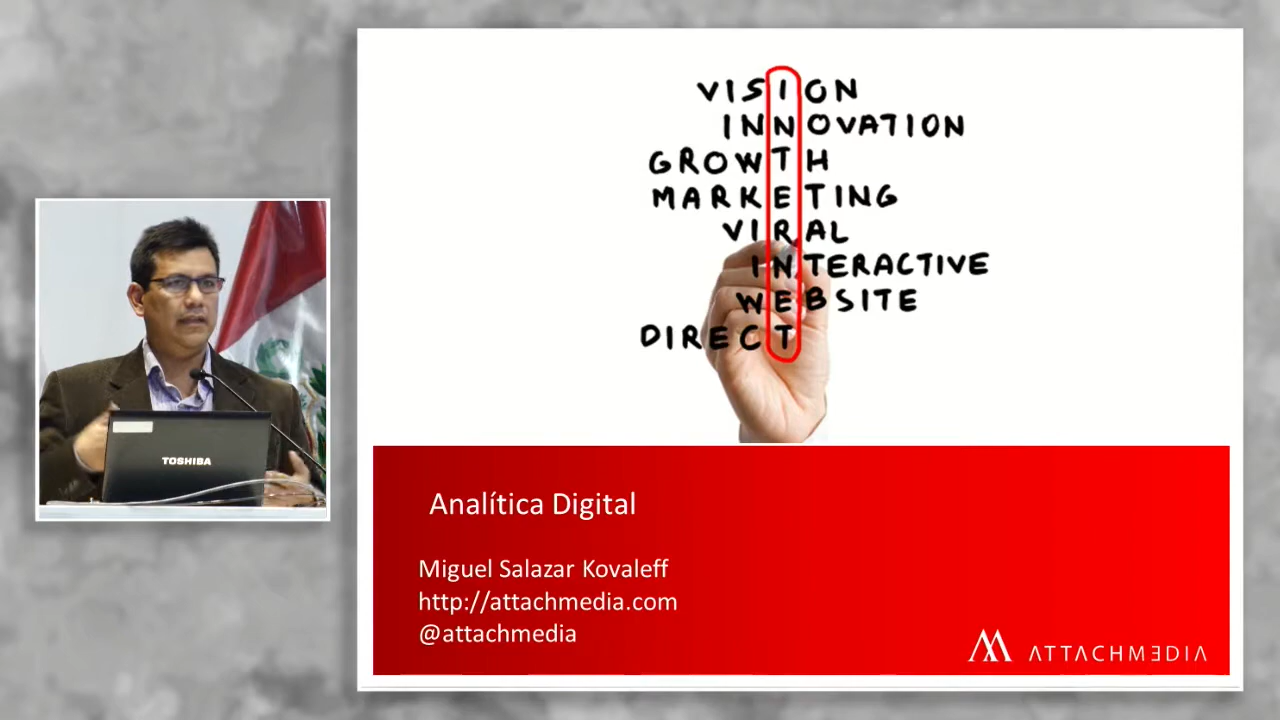 VISION
INNOVATION
GROWTH
MARKETING
VIRAL
INTERACTIVE
WEBSITE
DIRECT
TOSHIBA
Analítica Digital
Miguel Salazar Kovaleff
http://attachmedia.com
@attachmedia
ATTACHMEDIA